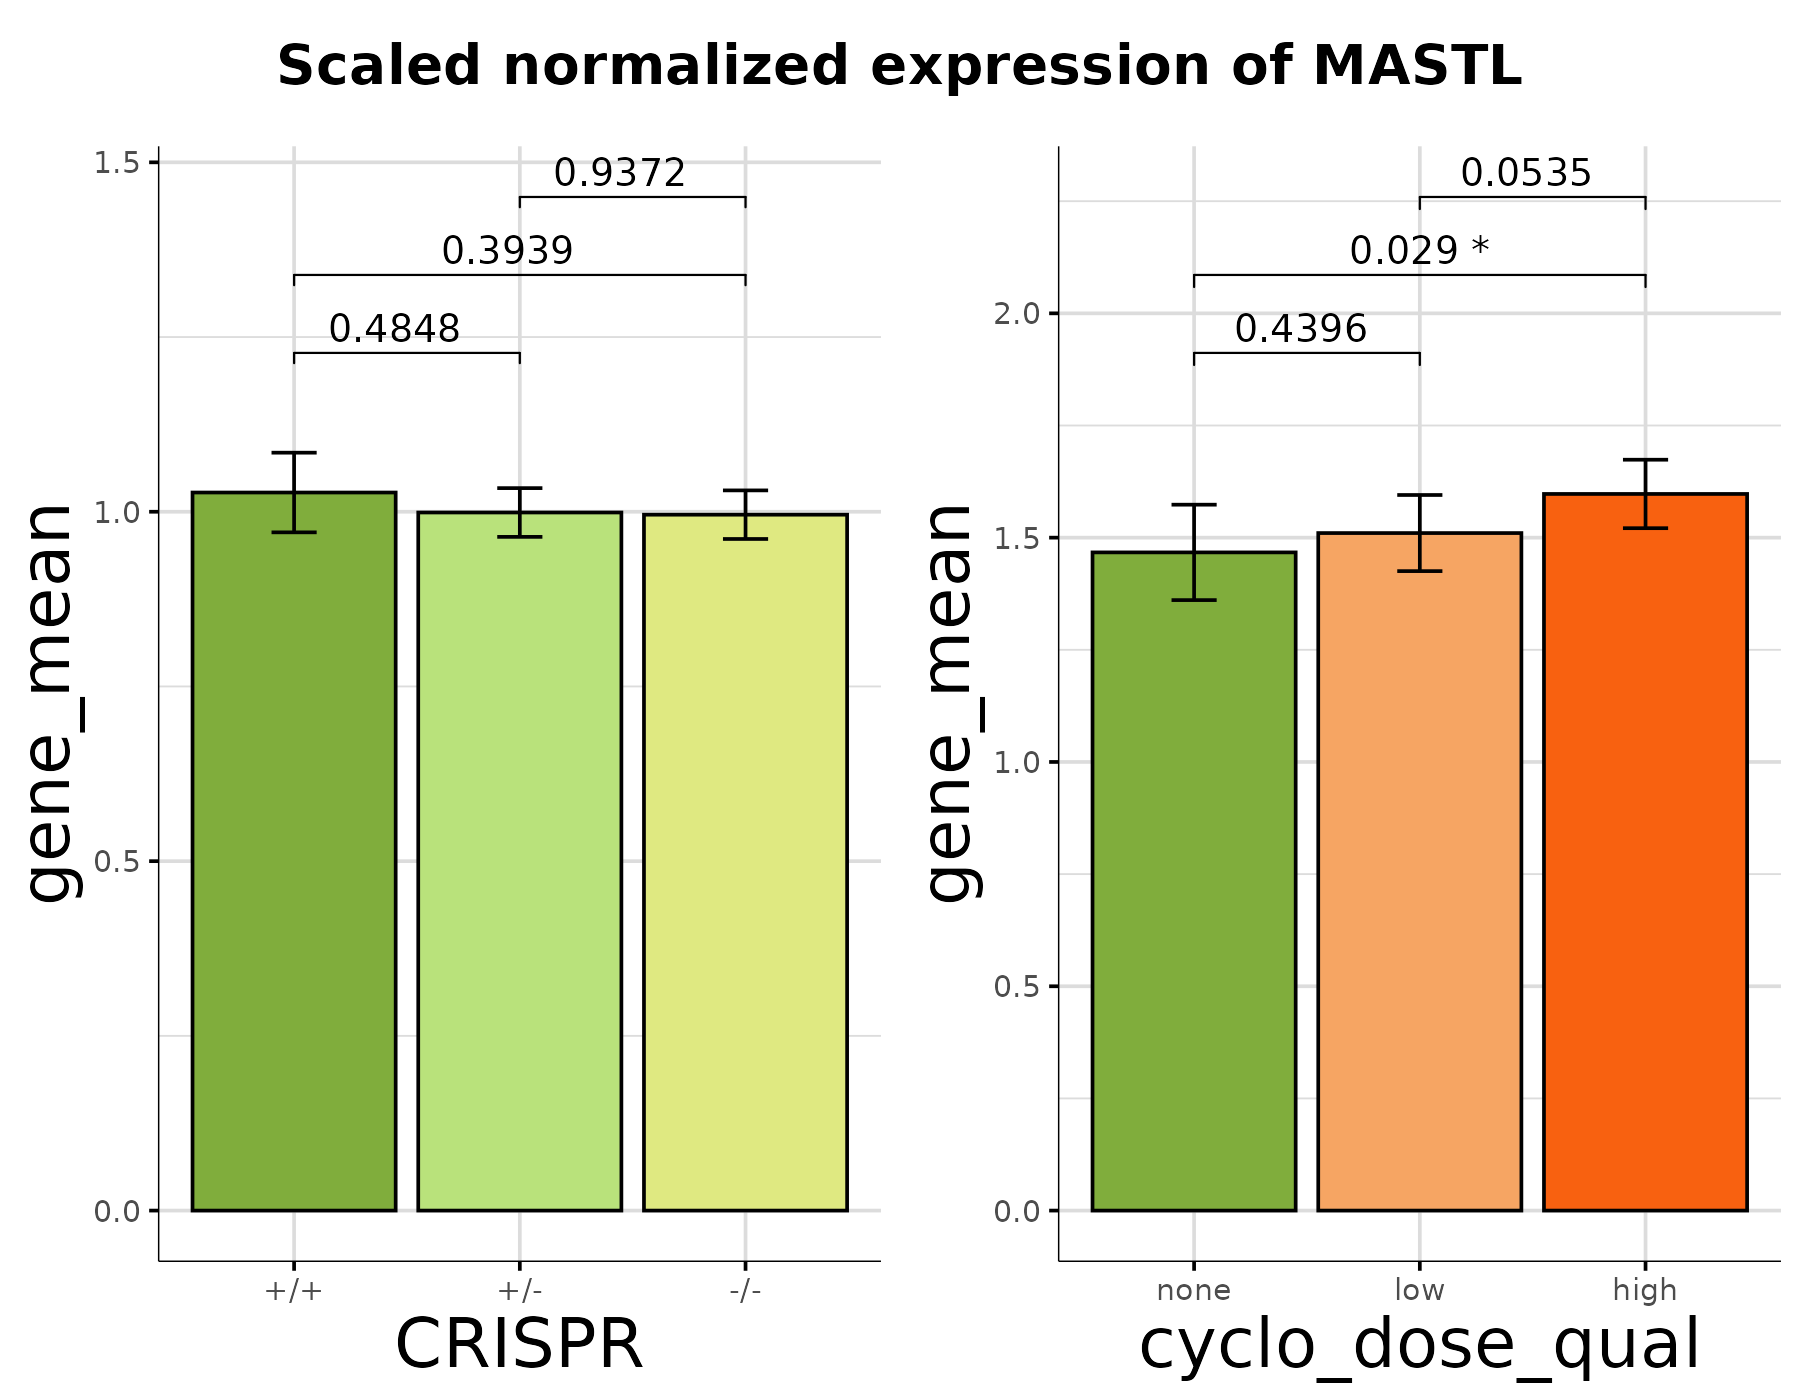 Scaled normalized expression of MASTL
gene_mean
1.5
1.0
0.5
0.0
0.9372
0.3939
0.4848
+/+
+/-
-/-
CRISPR
gene_mean
2.0
1.5
1.0
0.5
0.0
0.0535
0.029 *
0.4396
none
low
high
cyclo_dose_qual